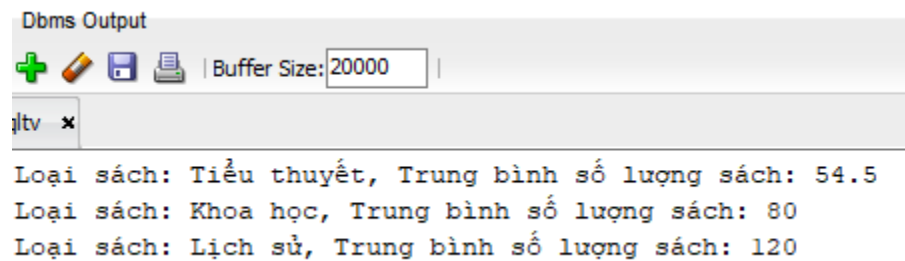 Dbms Output
Buffer Size: 20000
qltv
Loại sách: Tiểu thuyết, Trung bình số lượng sách: 54.5
Loại sách: Khoa học, Trung bình số lượng sách: 80
Loại sách: Lịch sử, Trung bình số lượng sách: 120